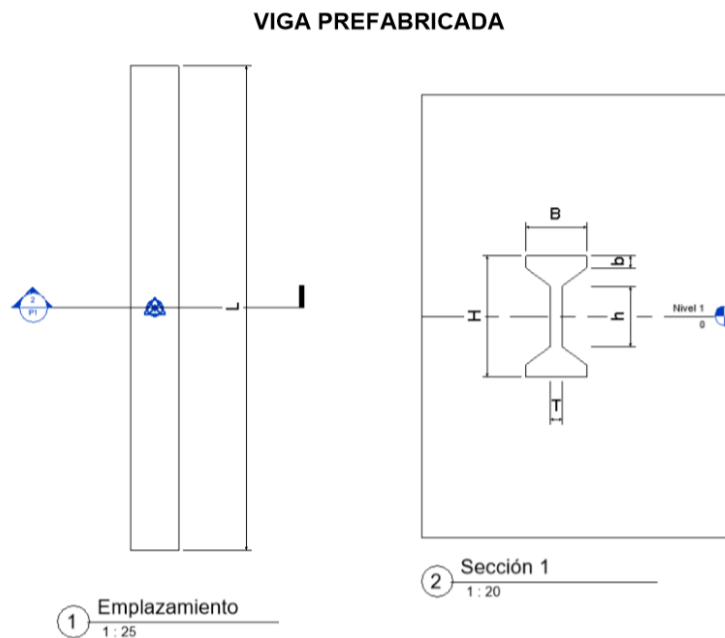 VIGA PREFABRICADA
B
b
H
h
T
L
2
P1
Nivel 1
0
1
Emplazamiento
1 : 25
2
Sección 1
1 : 20